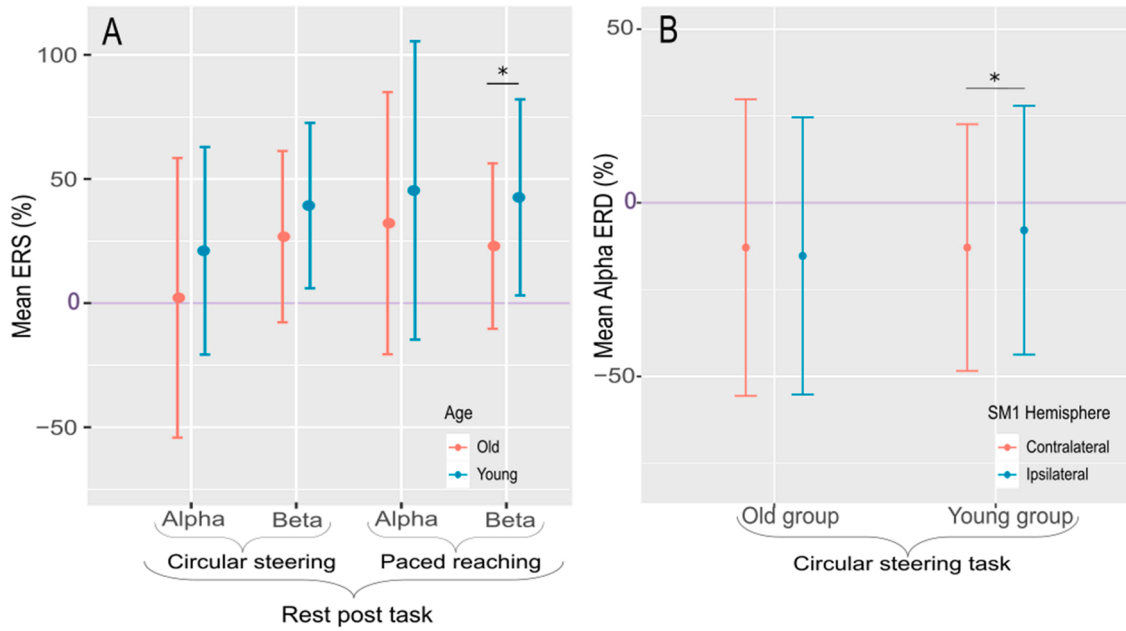 A
Mean ERS (%)
100
50
0
−50
*
Age
Old
Young
Alpha Beta Alpha Beta
Circular steering Paced reaching
Rest post task
B
Mean Alpha ERD (%)
50
0
−50
*
SM1 Hemisphere
Contralateral
Ipsilateral
Old group Young group
Circular steering task